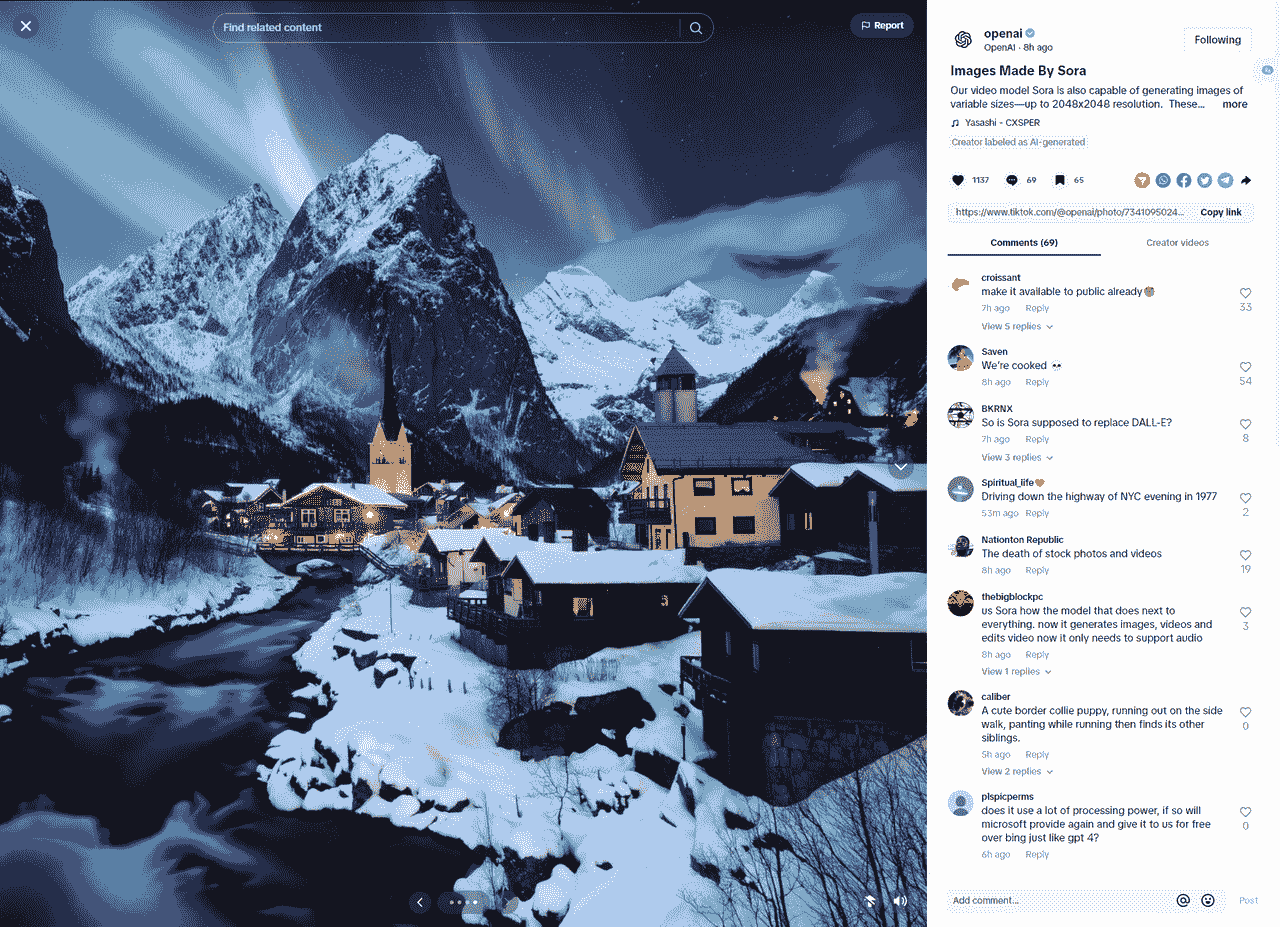 Find related content
Report
openai
OpenAI · 8h ago
Following
Images Made By Sora
Our video model Sora is also capable of generating images of
variable sizes—up to 2048x2048 resolution. These... more
Yasashi - CXSPER
Creator labeled as AI-generated
1137
69
65
https://www.tiktok.com/@openai/photo/7341095024...
Copy link
Comments (69)
Creator videos
croissant
make it available to public already
7h ago Reply
33
View 5 replies
Saven
We're cooked 💀
8h ago Reply
54
BKRNX
So is Sora supposed to replace DALL-E?
7h ago Reply
8
View 3 replies
Spiritual_life🤎
Driving down the highway of NYC evening in 1977
53m ago Reply
2
Nationton Republic
The death of stock photos and videos
8h ago Reply
19
thebigblockpc
us Sora how the model that does next to
everything. now it generates images, videos and
edits video now it only needs to support audio
8h ago Reply
3
View 1 replies
caliber
A cute border collie puppy, running out on the side
walk, panting while running then finds its other
siblings.
5h ago Reply
0
View 2 replies
plspicperms
does it use a lot of processing power, if so will
microsoft provide again and give it to us for free
over bing just like gpt 4?
6h ago Reply
0
Add comment...
Post